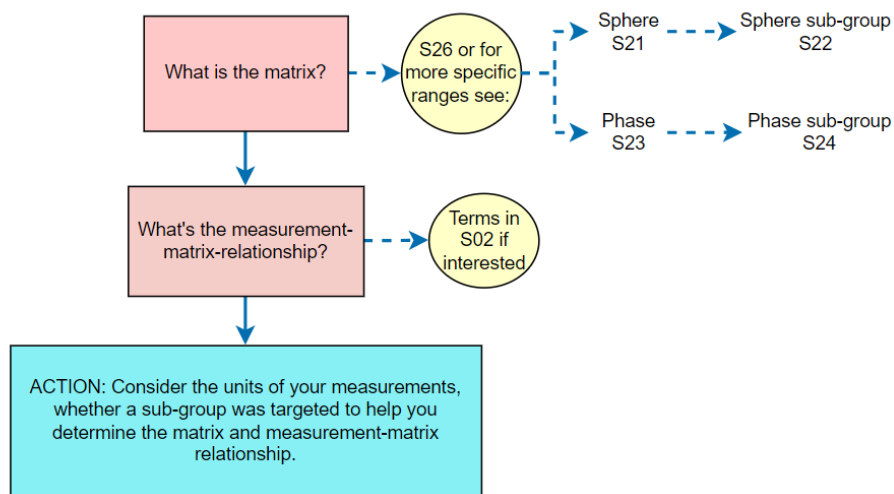 What is the matrix?
S26 or for
more specific
ranges see:
Sphere
S21
Sphere sub-group
S22
Phase
S23
Phase sub-group
S24
What's the measurement-
matrix-relationship?
Terms in
S02 if
interested
ACTION: Consider the units of your measurements,
whether a sub-group was targeted to help you
determine the matrix and measurement-matrix
relationship.